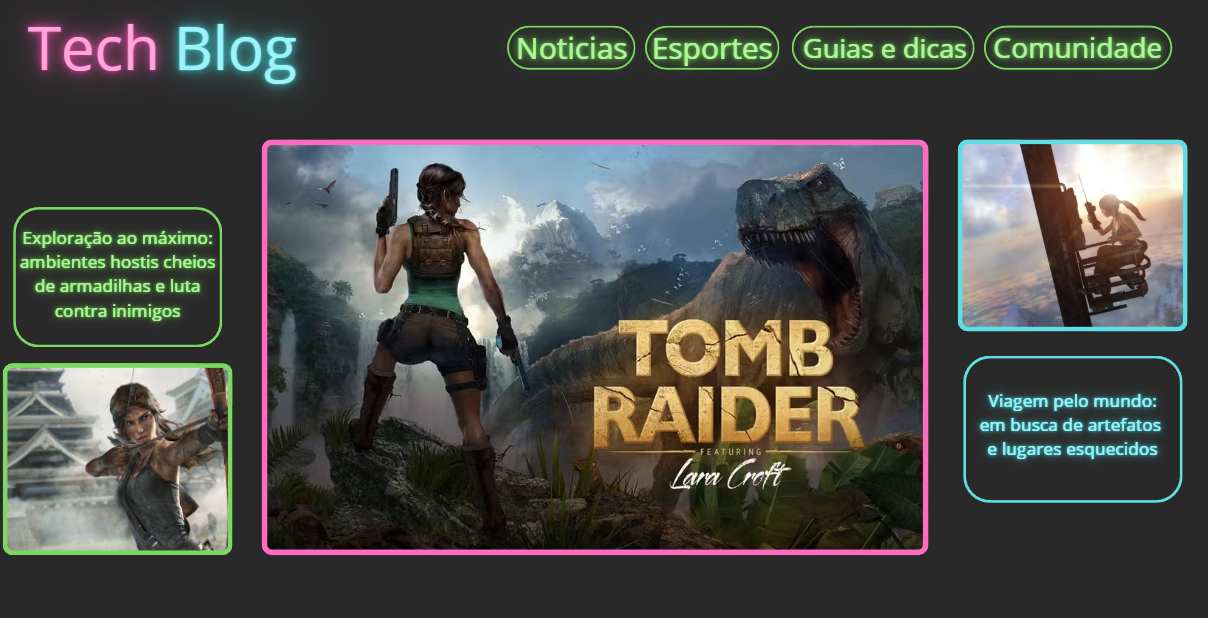 Tech Blog
Noticias
Esportes
Guias e dicas
Comunidade
Exploração ao máximo:
ambientes hostis cheios
de armadilhas e luta
contra inimigos
TOMB
RAIDER
FEATURING
Lara Croft
Viagem pelo mundo:
em busca de artefatos
e lugares esquecidos